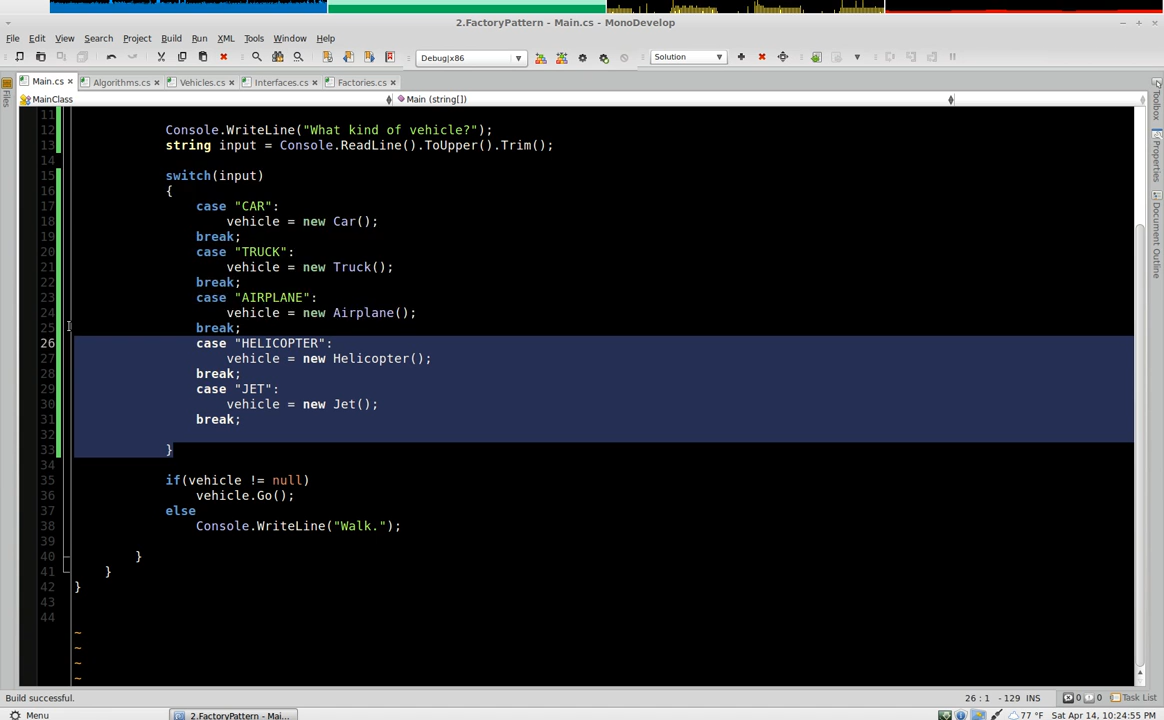 2.FactoryPattern - Main.cs - MonoDevelop
File Edit View Search Project Build Run XML Tools Window Help
Debug|x86
Solution
Main.cs Algorithms.cs Vehicles.cs Interfaces.cs Factories.cs
MainClass Main (string[])
Files
Toolbox
Properties
Document Outline
11
12 Console.WriteLine("What kind of vehicle?");
13 string input = Console.ReadLine().ToUpper().Trim();
14
15 switch(input)
16 {
17 case "CAR":
18 vehicle = new Car();
19 break;
20 case "TRUCK":
21 vehicle = new Truck();
22 break;
23 case "AIRPLANE":
24 vehicle = new Airplane();
25 break;
26 case "HELICOPTER":
27 vehicle = new Helicopter();
28 break;
29 case "JET":
30 vehicle = new Jet();
31 break;
32
33 }
34
35 if(vehicle != null)
36 vehicle.Go();
37 else
38 Console.WriteLine("Walk.");
39
40 }
41 }
42 }
43
44
~
~
~
~
Build successful. 26 : 1 - 129 INS 0 0 Task List
Menu 2.FactoryPattern - Mai... 77 °F Sat Apr 14, 10:24:55 PM